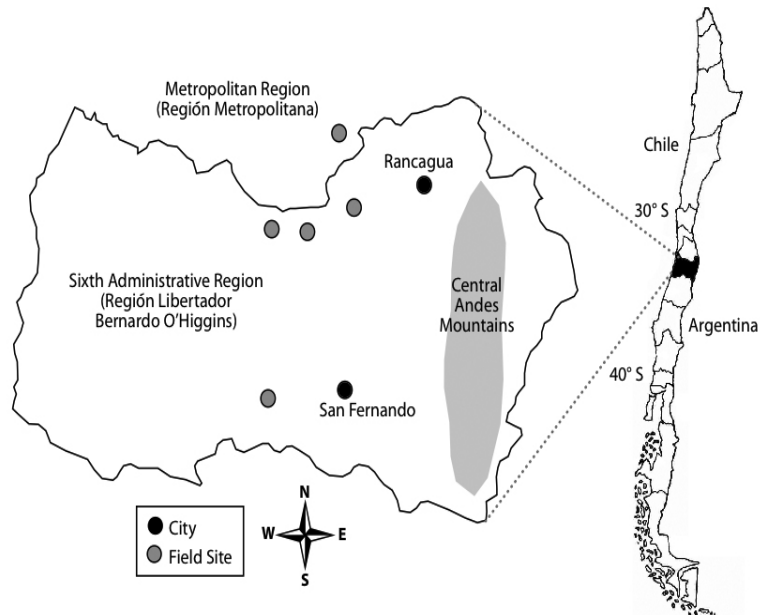 Metropolitan Region
(Región Metropolitana)
Rancagua
Chile
30° S
Sixth Administrative Region
(Región Libertador
Bernardo O'Higgins)
Central
Andes
Mountains
Argentina
40° S
San Fernando
City
Field Site
N
W
E
S